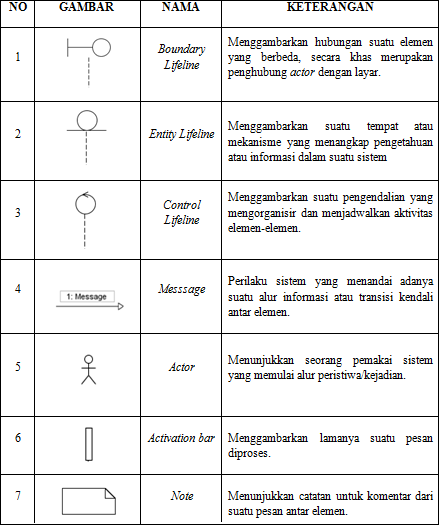 NO GAMBAR NAMA KETERANGAN
1
Boundary
Lifeline
Menggambarkan hubungan suatu elemen
yang berbeda, secara khas merupakan
penghubung actor dengan layar.
2
Entity Lifeline
Menggambarkan suatu tempat atau
mekanisme yang menangkap pengetahuan
atau informasi dalam suatu sistem
3
Control
Lifeline
Menggambarkan suatu pengendalian yang
mengorganisir dan menjadwalkan aktivitas
elemen-elemen.
4
1: Message
Messsage
Perilaku sistem yang menandai adanya
suatu alur informasi atau transisi kendali
antar elemen.
5
Actor
Menunjukkan seorang pemakai sistem
yang memulai alur peristiwa/kejadian.
6
Activation bar
Menggambarkan lamanya suatu pesan
diproses.
7
Note
Menunjukkan catatan untuk komentar dari
suatu pesan antar elemen.